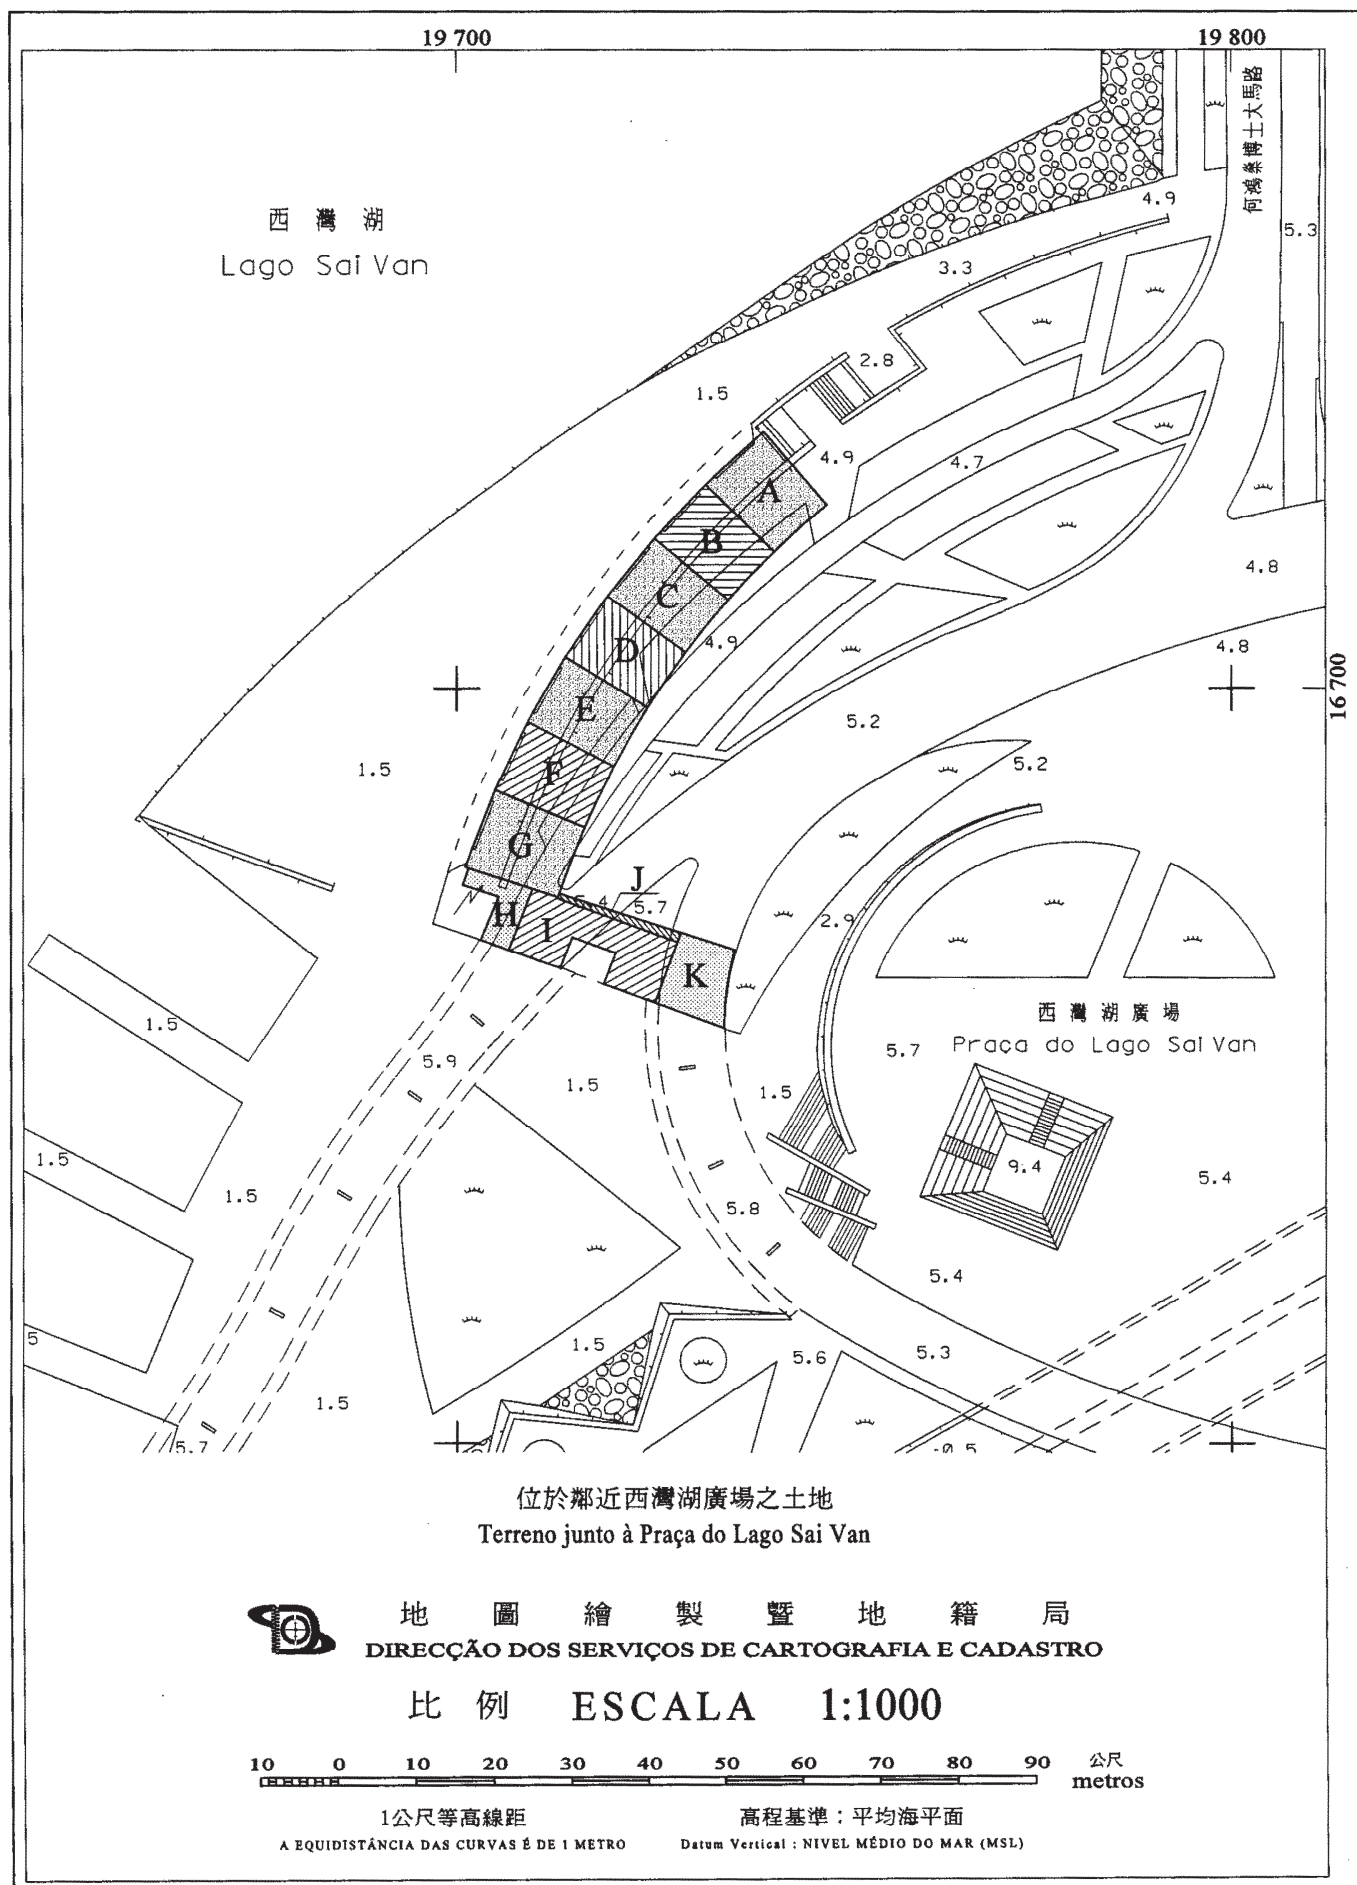 19 700
19 800
何鴻燊博士大馬路
西 灣 湖
Lago Sai Van
4.9
5.3
3.3
2.8
1.5
4.9
4.7
A
B
C
4.8
D
4.9
4.8
16 700
E
5.2
1.5
F
5.2
G
J
5.4
5.7
H
I
2.9
K
西 灣 湖 廣 場
1.5
5.7
Praça do Lago Sai Van
5.9
1.5
1.5
1.5
9.4
5.4
1.5
5.8
5.4
5
1.5
5.6
5.3
1.5
5.7
-0.5
位於鄰近西灣湖廣場之土地
Terreno junto à Praça do Lago Sai Van
地 圖 繪 製 暨 地 籍 局
DIRECÇÃO DOS SERVIÇOS DE CARTOGRAFIA E CADASTRO
比 例 ESCALA 1:1000
10 0 10 20 30 40 50 60 70 80 90 公尺
metros
1公尺等高線距 高程基準：平均海平面
A EQUIDISTÂNCIA DAS CURVAS É DE 1 METRO Datum Vertical : NIVEL MÉDIO DO MAR (MSL)